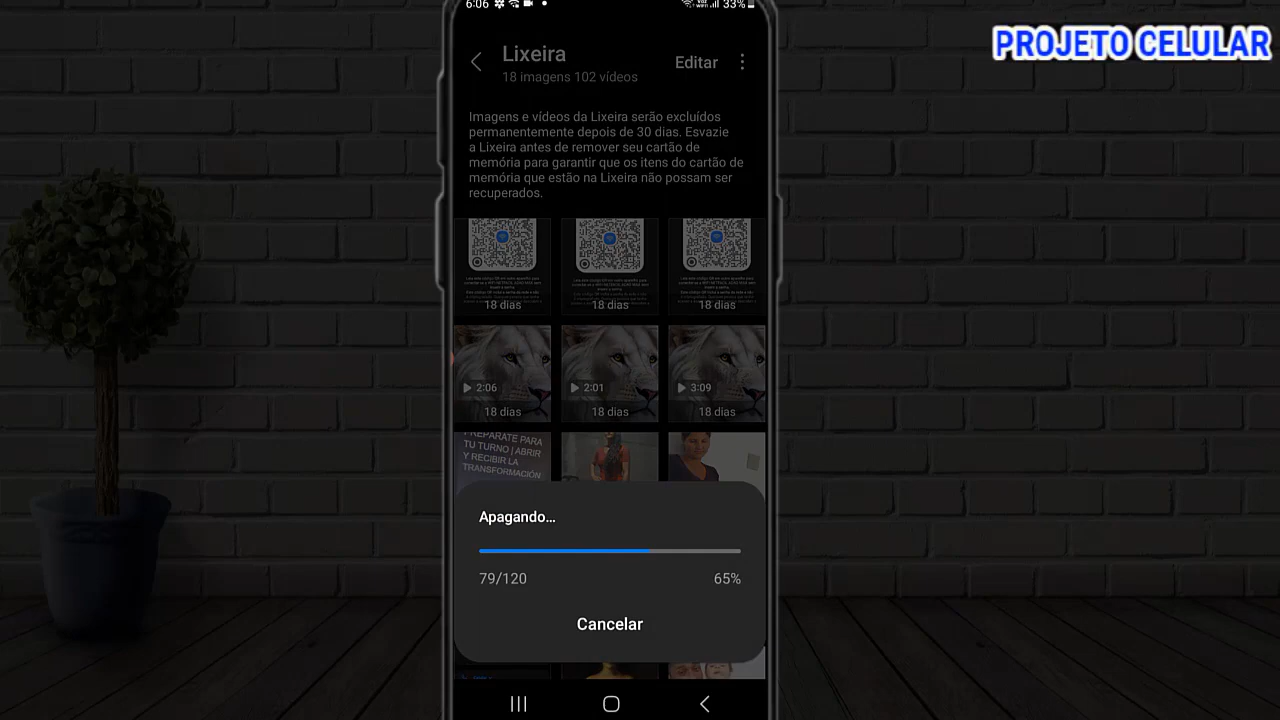 6:06
33%
PROJETO CELULAR
Lixeira
Editar
18 imagens 102 vídeos
Imagens e vídeos da Lixeira serão excluídos
permanentemente depois de 30 dias. Esvazie
a Lixeira antes de remover seu cartão de
memória para garantir que os itens do cartão de
memória que estão na Lixeira não possam ser
recuperados.
18 dias
18 dias
18 dias
2:06
2:01
3:09
18 dias
18 dias
18 dias
PREPÁRATE PARA
TU TURNO | ABRIR
Y RECIBIR LA
TRANSFORMACIÓN
Apagando...
79/120
65%
Cancelar